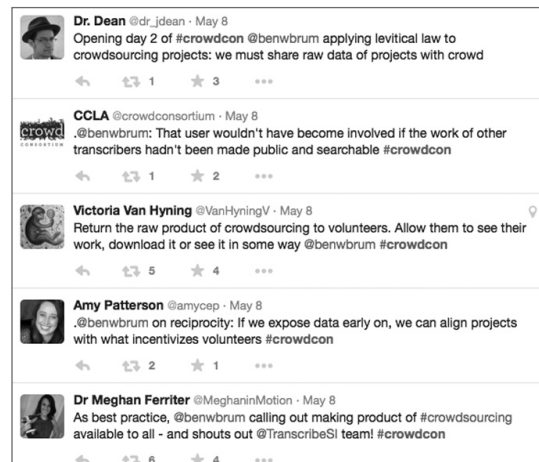 Dr. Dean @dr_jdean · May 8
Opening day 2 of #crowdcon @benwbrum applying levitical law to
crowdsourcing projects: we must share raw data of projects with crowd
1 3
CCLA @crowdconsortium · May 8
crowd
CONSORTIUM
.@benwbrum: That user wouldn't have become involved if the work of other
transcribers hadn't been made public and searchable #crowdcon
1 2
Victoria Van Hyning @VanHyningV · May 8
Return the raw product of crowdsourcing to volunteers. Allow them to see their
work, download it or see it in some way @benwbrum #crowdcon
5 4
Amy Patterson @amycep · May 8
.@benwbrum on reciprocity: If we expose data early on, we can align projects
with what incentivizes volunteers #crowdcon
2 1
Dr Meghan Ferriter @MeghaninMotion · May 8
As best practice, @benwbrum calling out making product of #crowdsourcing
available to all - and shouts out @TranscribeSI team! #crowdcon
6 4